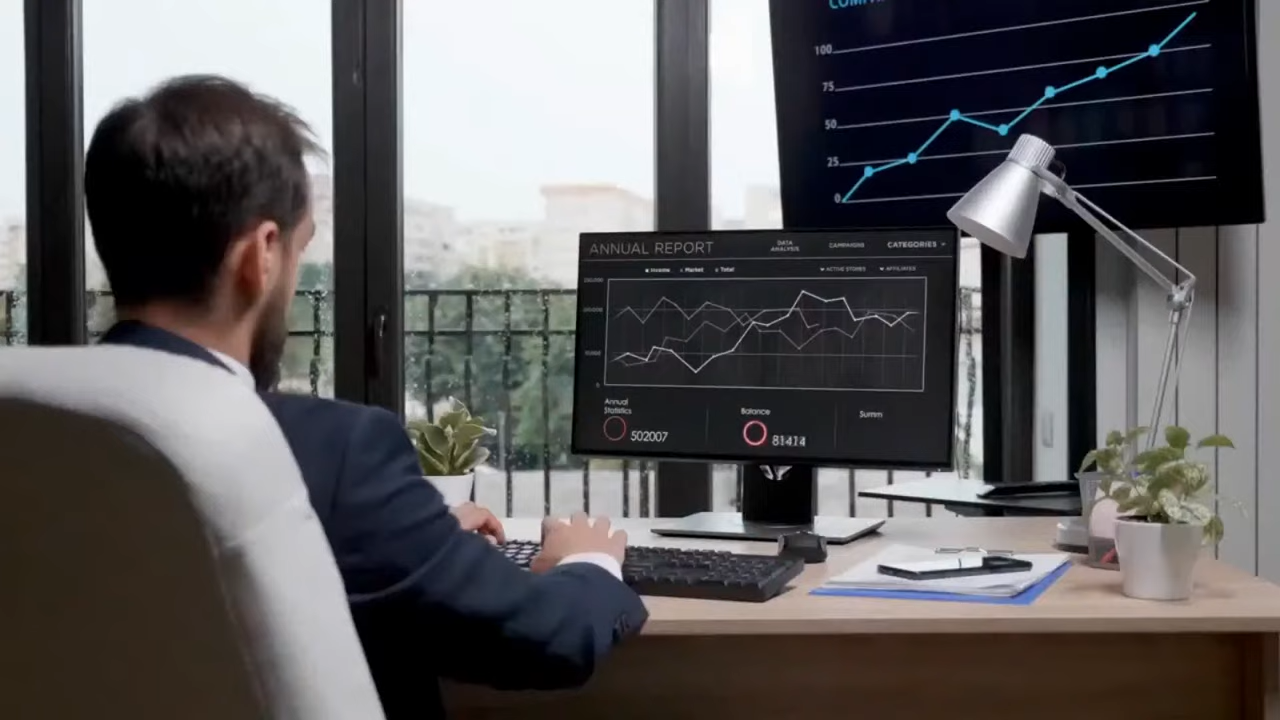 100
75
50
25
0
ANNUAL REPORT
DATA ANALYSIS
CAMPAIGNS
CATEGORIES
Income
Market
Total
ACTIVE STORES
AFFILIATES
0
Annual
Statistics
502007
Balance
81414
Summ